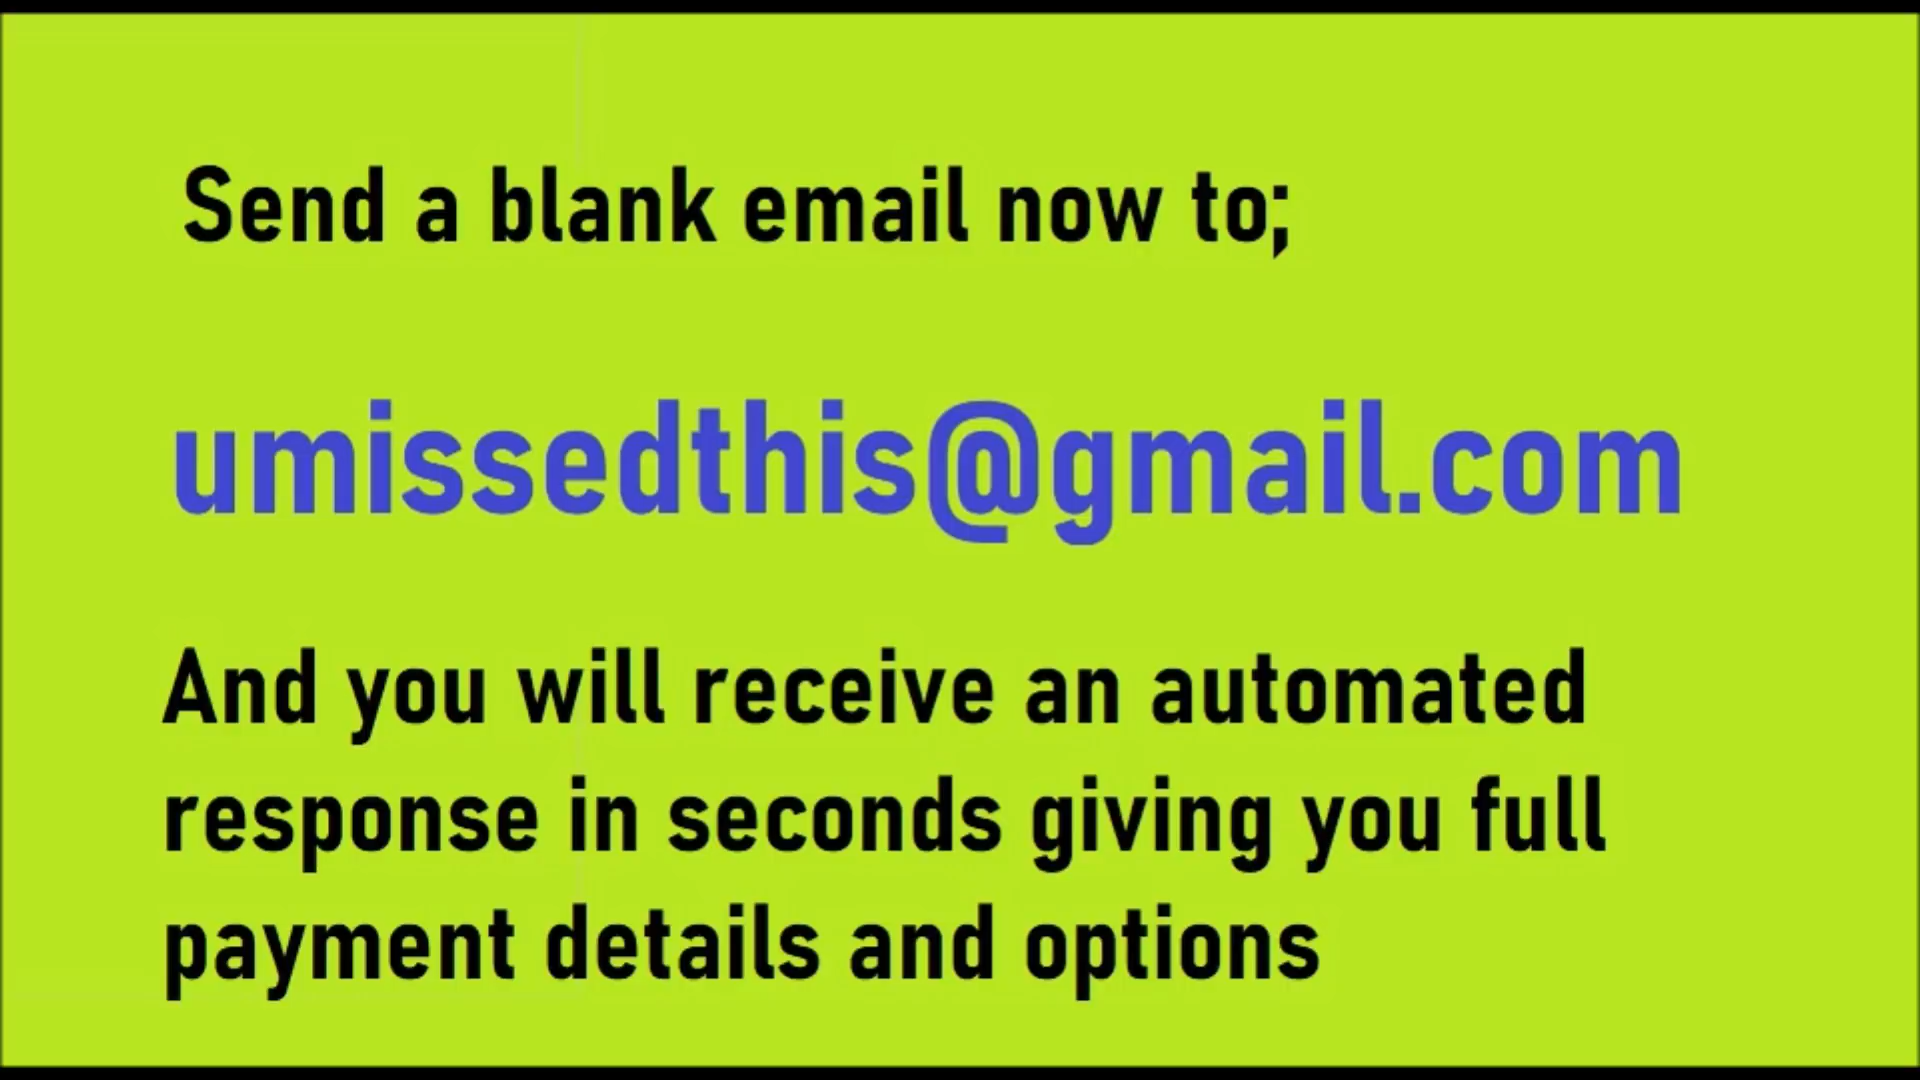 Send a blank email now to;
umissedthis@gmail.com
And you will receive an automated
response in seconds giving you full
payment details and options